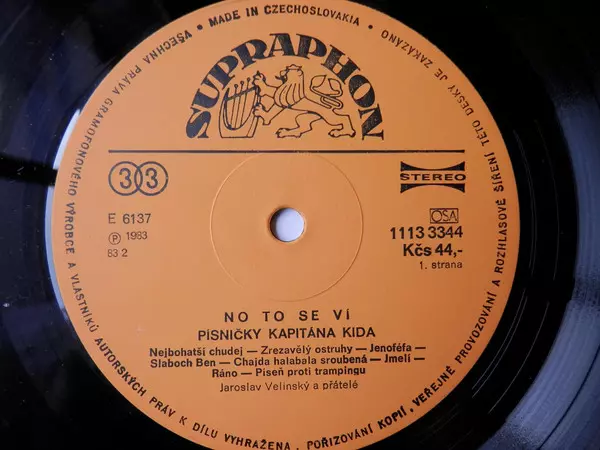 • MADE IN CZECHOSLOVAKIA • VŠECHNA PRÁVA GRAMOFONOVÉHO VÝROBCE A VLASTNÍKŮ AUTORSKÝCH PRÁV K DÍLU VYHRAŽENA. POŘIZOVÁNÍ KOPIÍ, VEŘEJNÉ PROVOZOVÁNÍ A ROZHLASOVÉ ŠÍŘENÍ TÉTO DESKY JE ZAKÁZÁNO
SUPRAPHON
33
STEREO
E 6137
℗ 1983
83 2
OSA
1113 3344
Kčs 44,-
1. strana
NO TO SE VÍ
PÍSNIČKY KAPITÁNA KIDA
Nejbohatší chudej — Zrezavělý ostruhy — Jenoféfa —
Slaboch Ben — Chajda halabala sroubená — Jmelí —
Ráno — Píseň proti trampingu
Jaroslav Velinský a přátelé